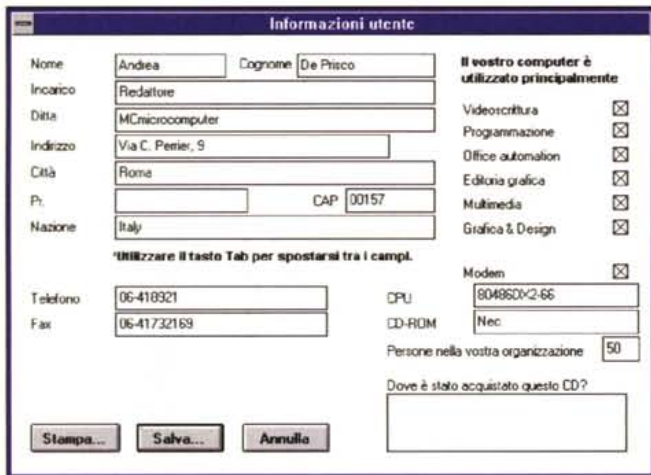 Informazioni utente
Nome Andrea Cognome De Prisco
Incarico Redattore
Ditta MCmicrocomputer
Indirizzo Via C. Perrier, 9
Città Roma
Pr. CAP 00157
Nazione Italy
*Utilizzare il tasto Tab per spostarsi tra i campi.
Telefono 06-418921
Fax 06-41732169
Il vostro computer è
utilizzato principalmente
Videoscrittura
Programmazione
Office automation
Editoria grafica
Multimedia
Grafica & Design
Modem
CPU 80486DX2-66
CD-ROM Nec
Persone nella vostra organizzazione 50
Dove è stato acquistato questo CD?
Stampa... Salva... Annulla